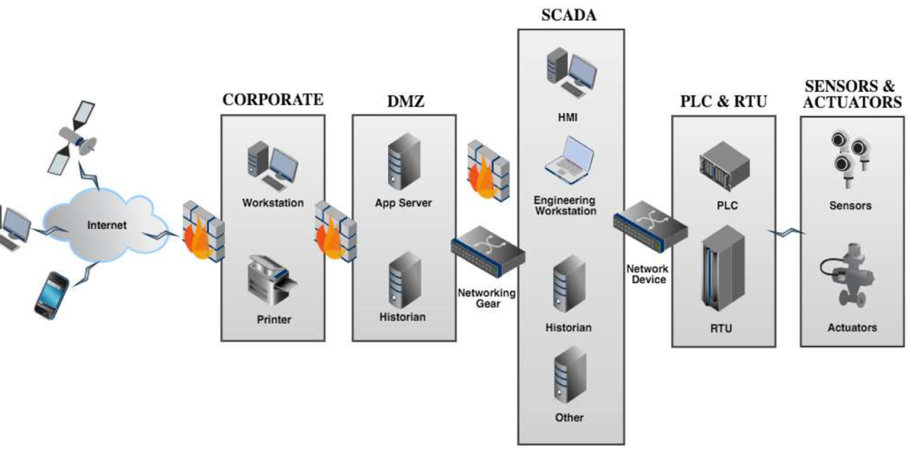 SCADA
HMI
Engineering
Workstation
Historian
Other
CORPORATE
Workstation
Printer
DMZ
App Server
Historian
Networking
Gear
Network
Device
PLC & RTU
PLC
RTU
SENSORS &
ACTUATORS
Sensors
Actuators
Internet